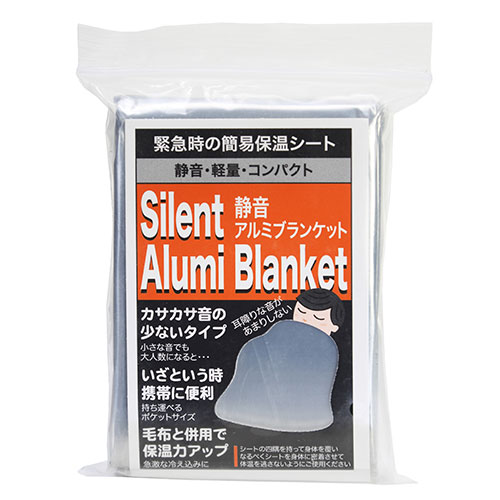 緊急時の簡易保温シート
静音・軽量・コンパクト
Silent 静音
アルミブランケット
Alumi Blanket
カサカサ音の
少ないタイプ
小さな音でも
大人数になると・・・
耳障りな音が
あまりしない
いざという時
携帯に便利
持ち運べる
ポケットサイズ
毛布と併用で
保温力アップ
急激な冷え込みに
シートの四隅を持って身体を覆い
なるべくシートを身体に密着させて
体温を逃さないようにご使用ください